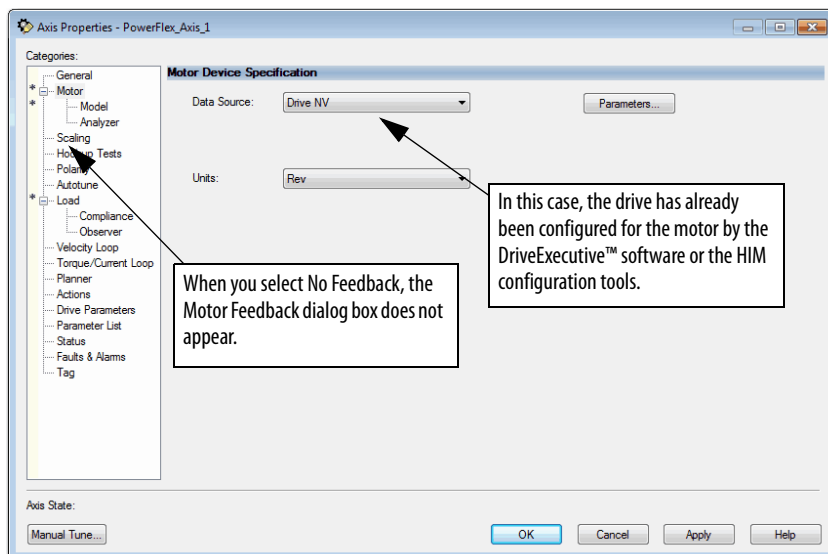 Axis Properties - PowerFlex_Axis_1
Categories:
General
* Motor
* Model
Analyzer
Scaling
Hookup Tests
Polarity
Autotune
* Load
Compliance
Observer
Velocity Loop
Torque/Current Loop
Planner
Actions
Drive Parameters
Parameter List
Status
Faults & Alarms
Tag
Motor Device Specification
Data Source: Drive NV
Parameters...
Units: Rev
In this case, the drive has already
been configured for the motor by the
DriveExecutive™ software or the HIM
configuration tools.
When you select No Feedback, the
Motor Feedback dialog box does not
appear.
Axis State:
Manual Tune... OK Cancel Apply Help